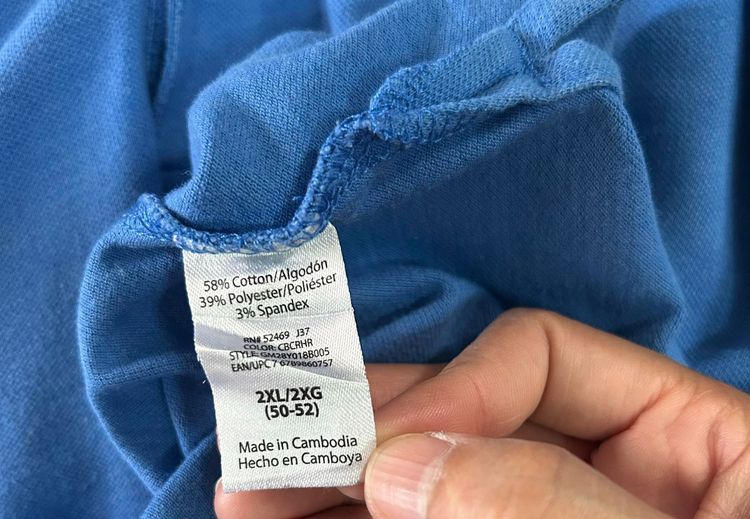 58% Cotton/Algodón
39% Polyester/Poliéster
3% Spandex
RN# 52469 J37
COLOR: CBCRHR
STYLE: GM28Y018B005
EAN/UPC 7 6789860757
2XL/2XG
(50-52)
Made in Cambodia
Hecho en Camboya